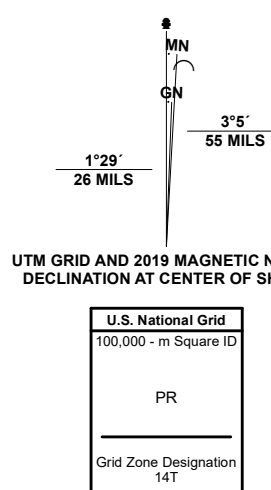 MN
GN
3°5´
55 MILS
1°29´
26 MILS
UTM GRID AND 2019 MAGNETIC N
DECLINATION AT CENTER OF SH
U.S. National Grid
100,000 - m Square ID
PR
Grid Zone Designation
14T